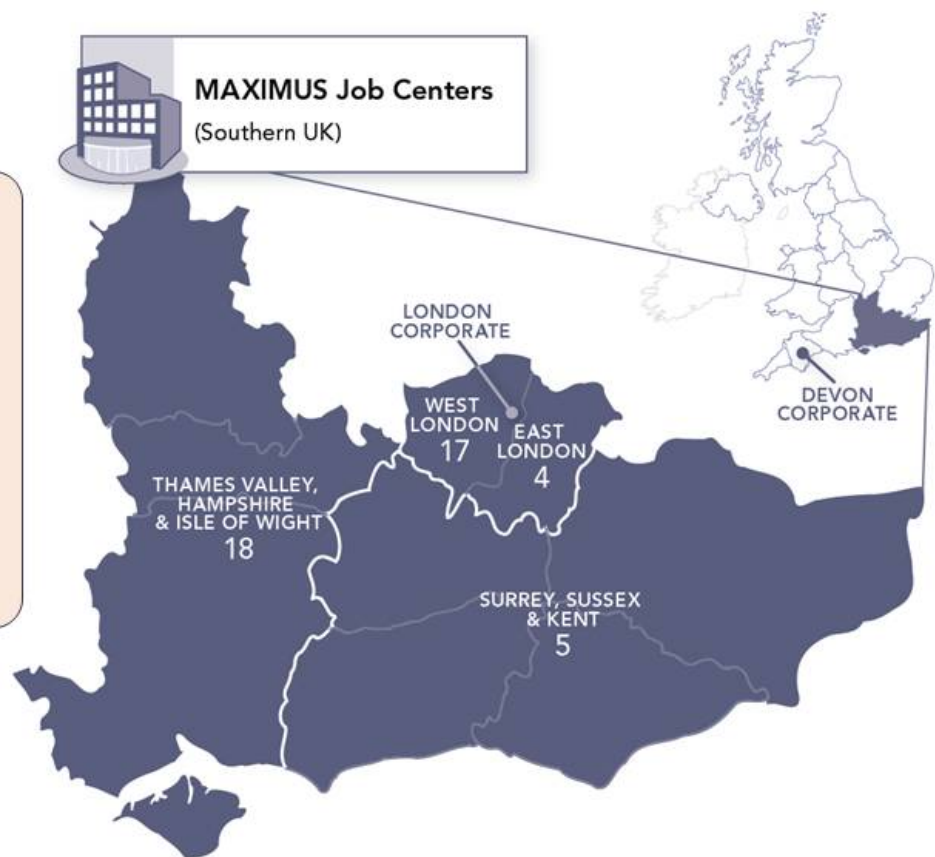 MAXIMUS Job Centers
(Southern UK)
LONDON
CORPORATE
DEVON
CORPORATE
WEST
LONDON
17
EAST
LONDON
4
THAMES VALLEY,
HAMPSHIRE
& ISLE OF WIGHT
18
SURREY, SUSSEX
& KENT
5